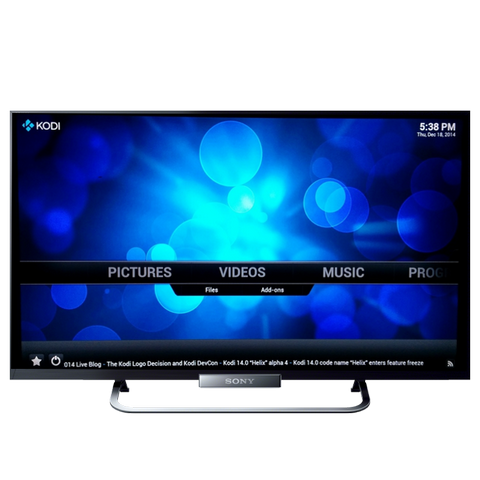 KODI
5:38 PM
Thu, Dec 18, 2014
PICTURES VIDEOS MUSIC PROG
Files Add-ons
014 Live Blog - The Kodi Logo Decision and Kodi DevCon - Kodi 14.0 "Helix" alpha 4 - Kodi 14.0 code name "Helix" enters feature freeze
SONY